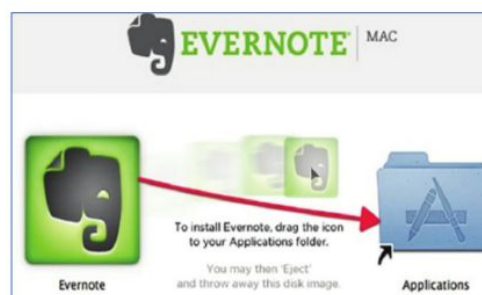 EVERNOTE® MAC
To install Evernote, drag the icon
to your Applications folder.
You may then 'Eject'
and throw away this disk image.
Evernote
Applications